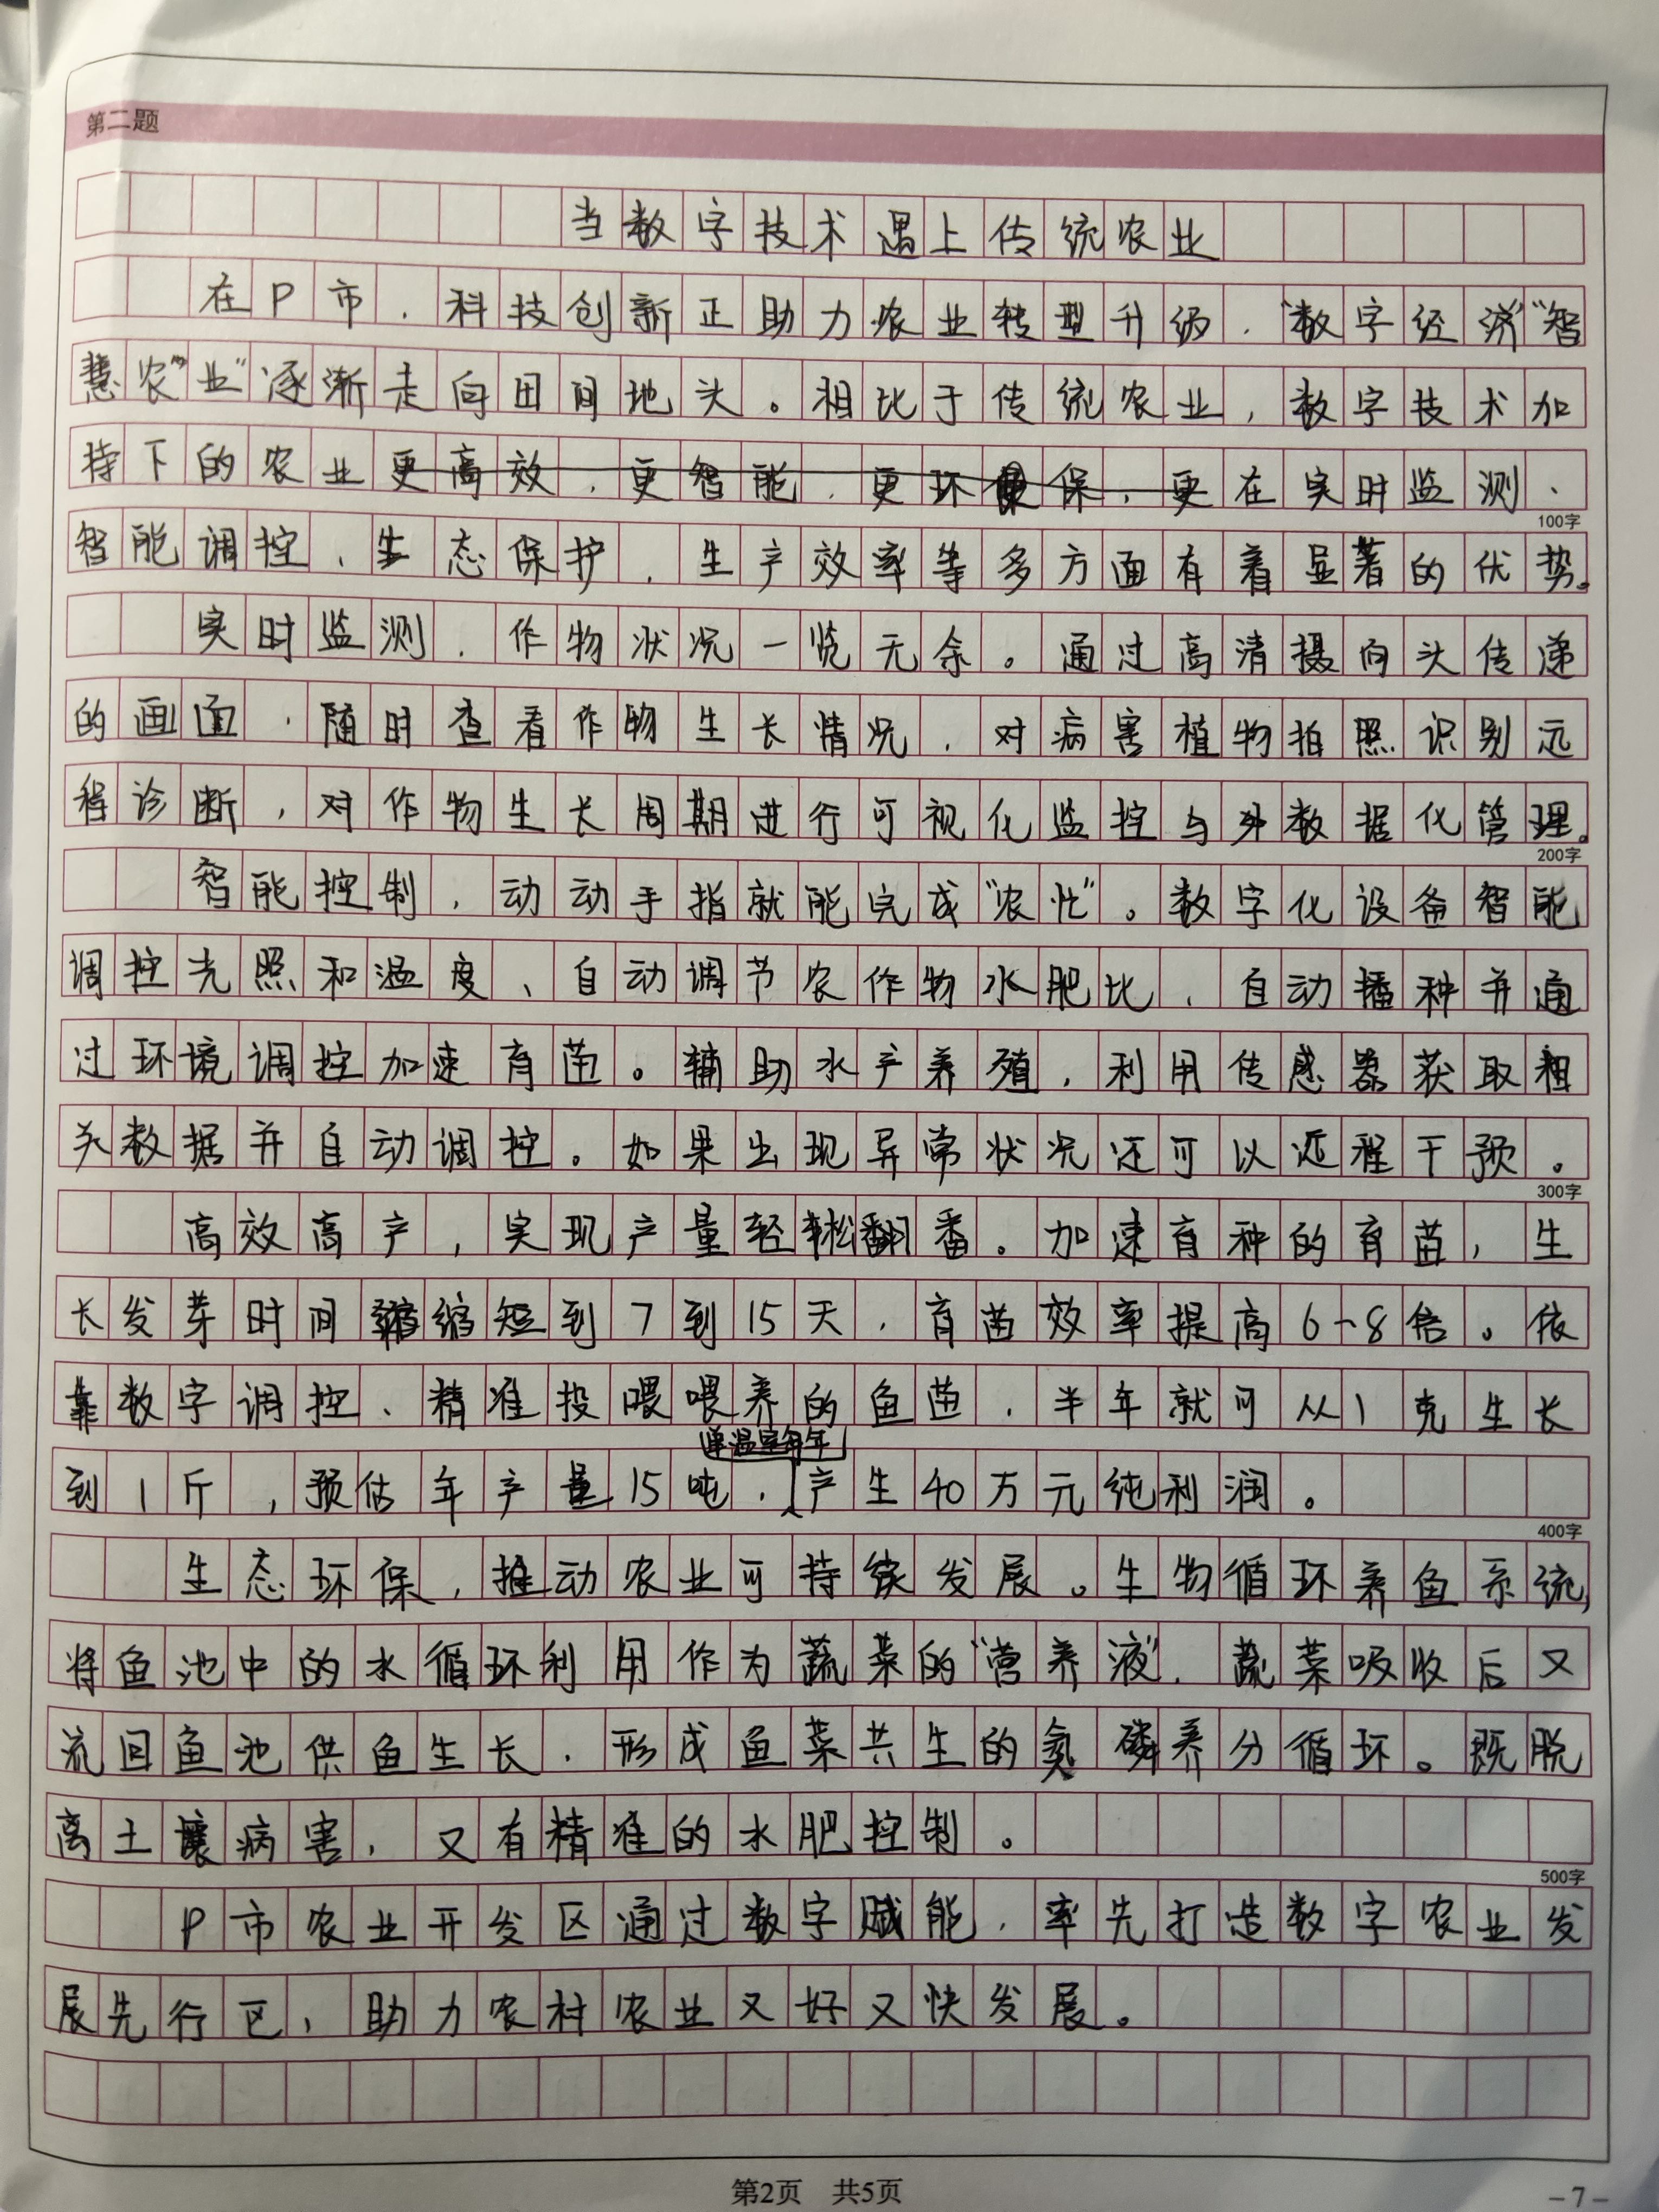 第二题
当数字技术遇上传统农业
在P市，科技创新正助力农业转型升级，“数字经济”“智
慧农业”逐渐走向田间地头。相比于传统农业，数字技术加
持下的农业更高效，更智能，更环保，更在实时监测、
100字
智能调控、生态保护，生产效率等多方面有着显著的优势。
实时监测，作物状况一览无余。通过高清摄向头传递
的画面，随时查看作物生长情况，对病害植物拍照识别远
程诊断，对作物生长周期进行可视化监控与数据化管理。
200字
智能控制，动动手指就能完成“农忙”。数字化设备智能
调控光照和温度、自动调节农作物水肥比，自动播种并通
过环境调控加速育苗。辅助水产养殖，利用传感器获取相
关数据并自动调控。如果出现异常状况还可以远程干预。
300字
高效高产，实现产量轻松翻番。加速育种的育苗，生
长发芽时间缩短到7到15天，育苗效率提高6-8倍。依
靠数字调控、精准投喂喂养的鱼苗，半年就可从1克生长
单温室每年
到1斤，预估年产量15吨，产生40万元纯利润。
400字
生态环保，推动农业可持续发展。生物循环养鱼系统，
将鱼池中的水循环利用作为蔬菜的“营养液”，蔬菜吸收后又
流回鱼池供鱼生长，形成鱼菜共生的氮磷养分循环。既脱
离土壤病害，又有精准的水肥控制。
500字
P市农业开发区通过数字赋能，率先打造数字农业发
展先行区，助力农村农业又好又快发展。
第2页 共5页
-7-